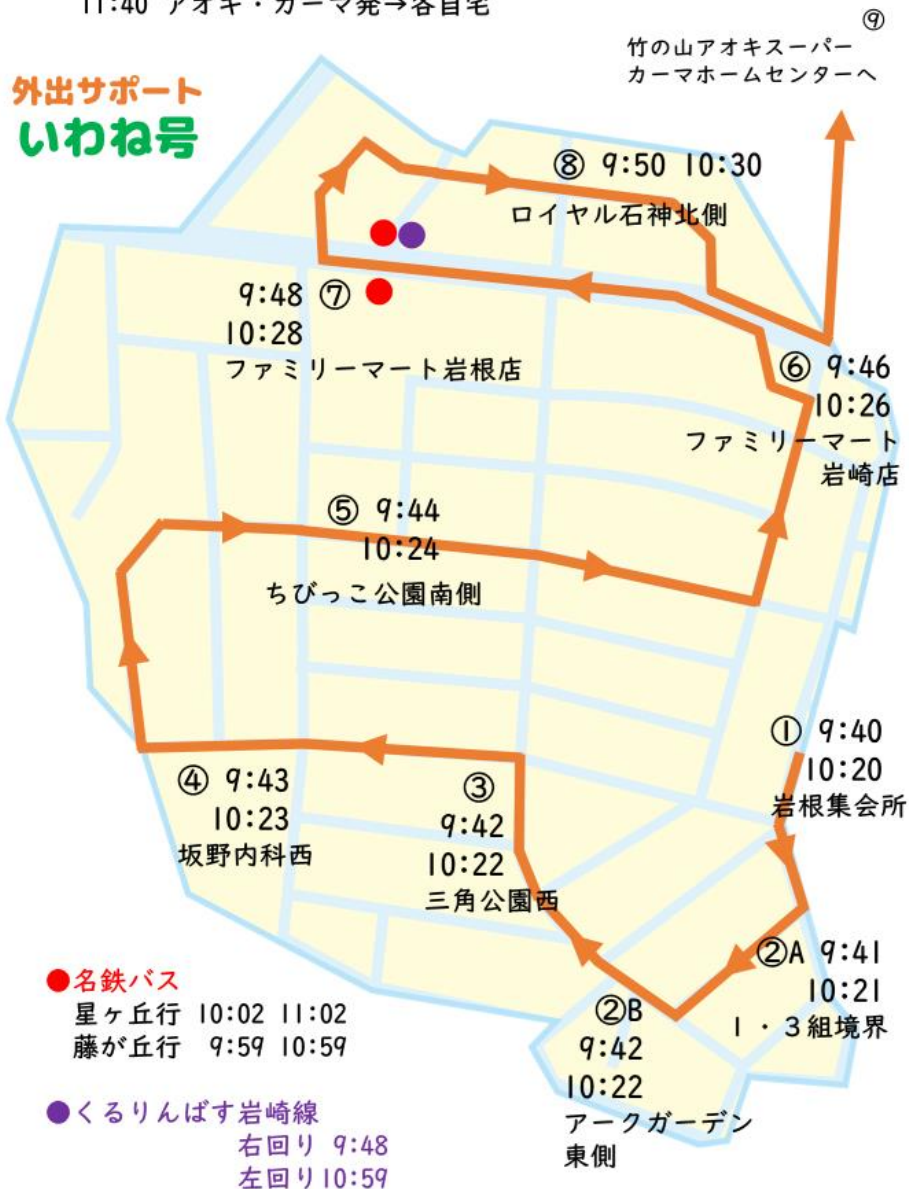 11:40 アオキ・カーマ発→各自宅
⑨
竹の山アオキスーパー
カーマホームセンターへ
外出サポート
いわね号
⑧ 9:50 10:30
ロイヤル石神北側
9:48 ⑦
10:28
ファミリーマート岩根店
⑥ 9:46
10:26
ファミリーマート
岩崎店
⑤ 9:44
10:24
ちびっこ公園南側
① 9:40
10:20
岩根集会所
④ 9:43
10:23
坂野内科西
③
9:42
10:22
三角公園西
②A 9:41
10:21
1・3組境界
②B
9:42
10:22
アークガーデン
東側
●名鉄バス
星ヶ丘行 10:02 11:02
藤が丘行 9:59 10:59
●くるりんばす岩崎線
右回り 9:48
左回り10:59